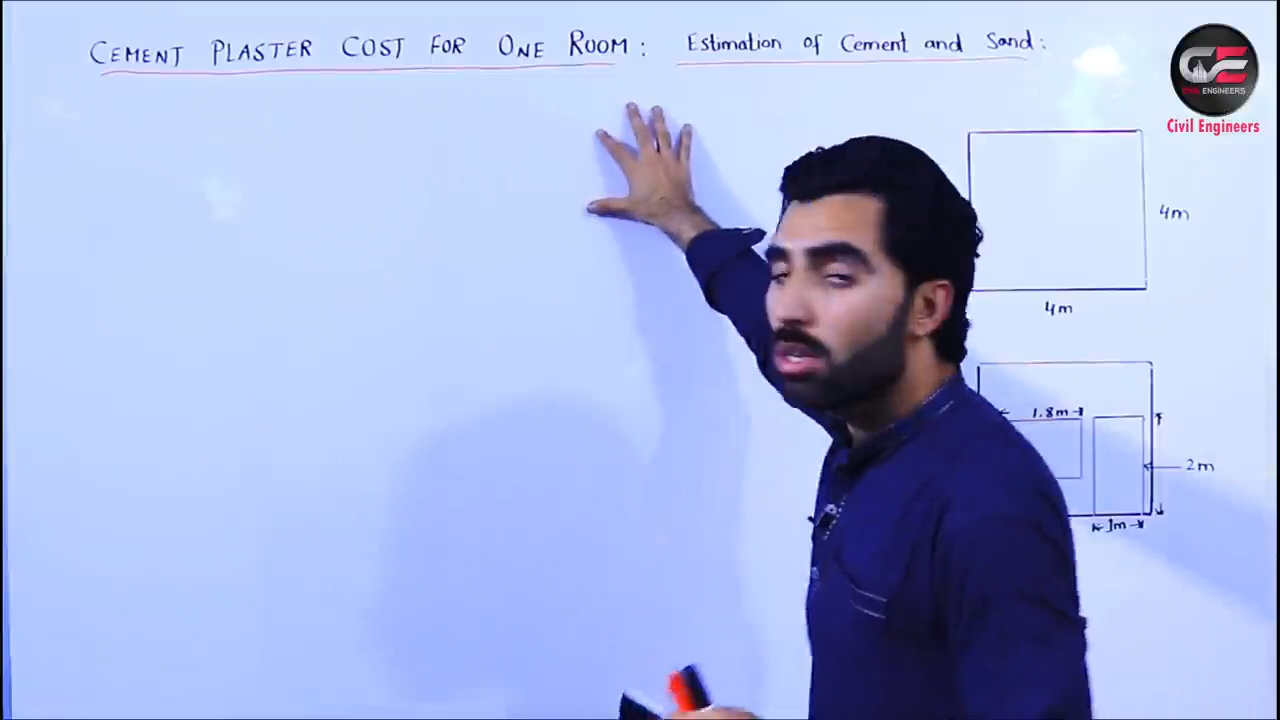 CEMENT PLASTER COST FOR ONE ROOM: Estimation of Cement and Sand:
GE
CIVIL ENGINEERS
Civil Engineers
4m
4m
1.8m
2m
1m